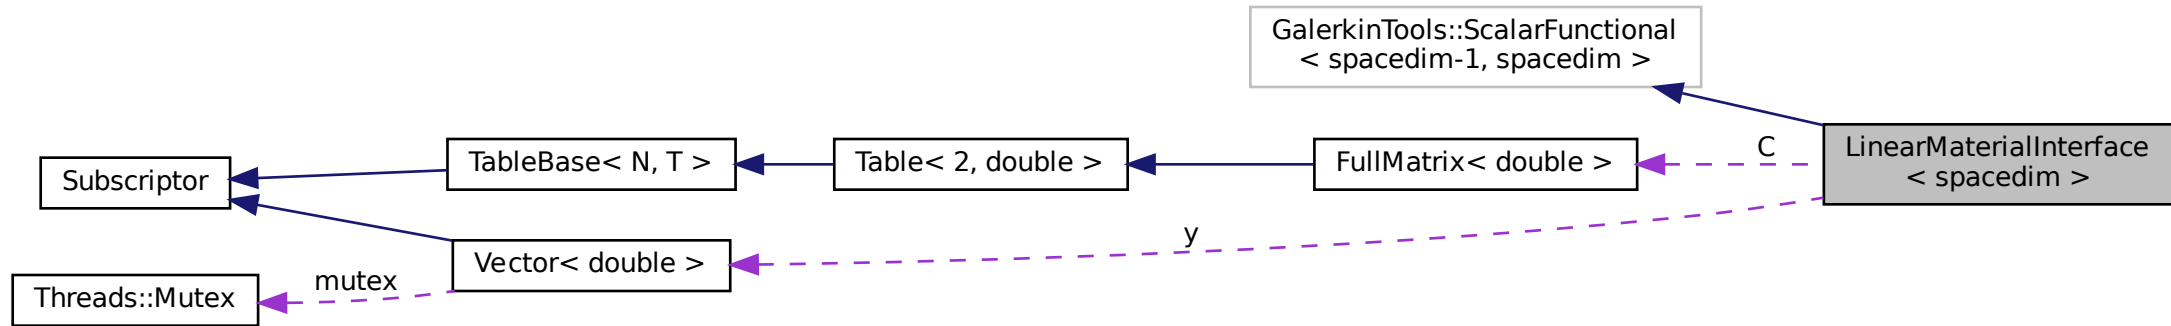 GalerkinTools::ScalarFunctional
< spacedim-1, spacedim >
LinearMaterialInterface
< spacedim >
C
FullMatrix< double >
Table< 2, double >
TableBase< N, T >
Subscriptor
y
Vector< double >
mutex
Threads::Mutex